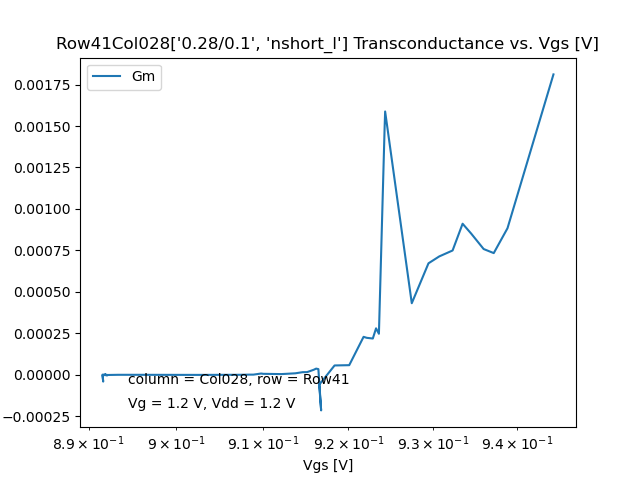 Row41Col028['0.28/0.1', 'nshort_l'] Transconductance vs. Vgs [V]
Gm
0.00175
0.00150
0.00125
0.00100
0.00075
0.00050
0.00025
0.00000
−0.00025
column = Col028, row = Row41
Vg = 1.2 V, Vdd = 1.2 V
8.9 × 10⁻¹ 9 × 10⁻¹ 9.1 × 10⁻¹ 9.2 × 10⁻¹ 9.3 × 10⁻¹ 9.4 × 10⁻¹
Vgs [V]